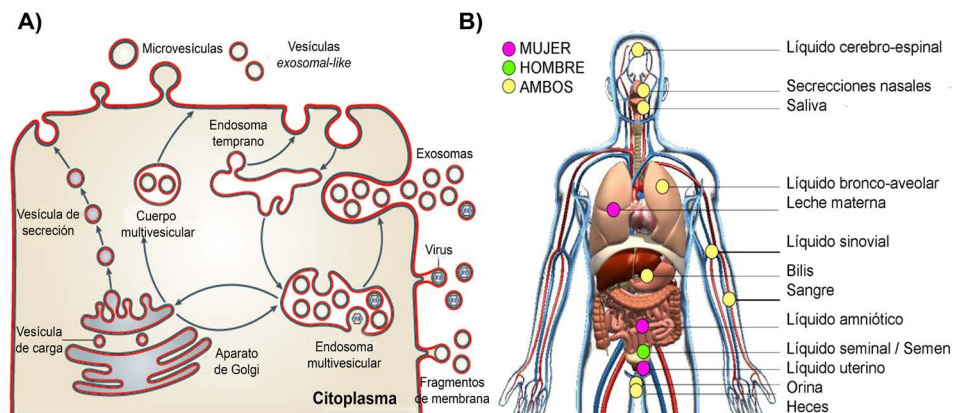 A)
Microvesículas
Vesículas
exosomal-like
Endosoma
temprano
Exosomas
Vesícula de
secreción
Cuerpo
multivesicular
Virus
Vesícula
de carga
Aparato
de Golgi
Endosoma
multivesicular
Fragmentos
de membrana
Citoplasma
B)
MUJER
HOMBRE
AMBOS
Líquido cerebro-espinal
Secrecciones nasales
Saliva
Líquido bronco-aveolar
Leche materna
Líquido sinovial
Bilis
Sangre
Líquido amniótico
Líquido seminal / Semen
Líquido uterino
Orina
Heces